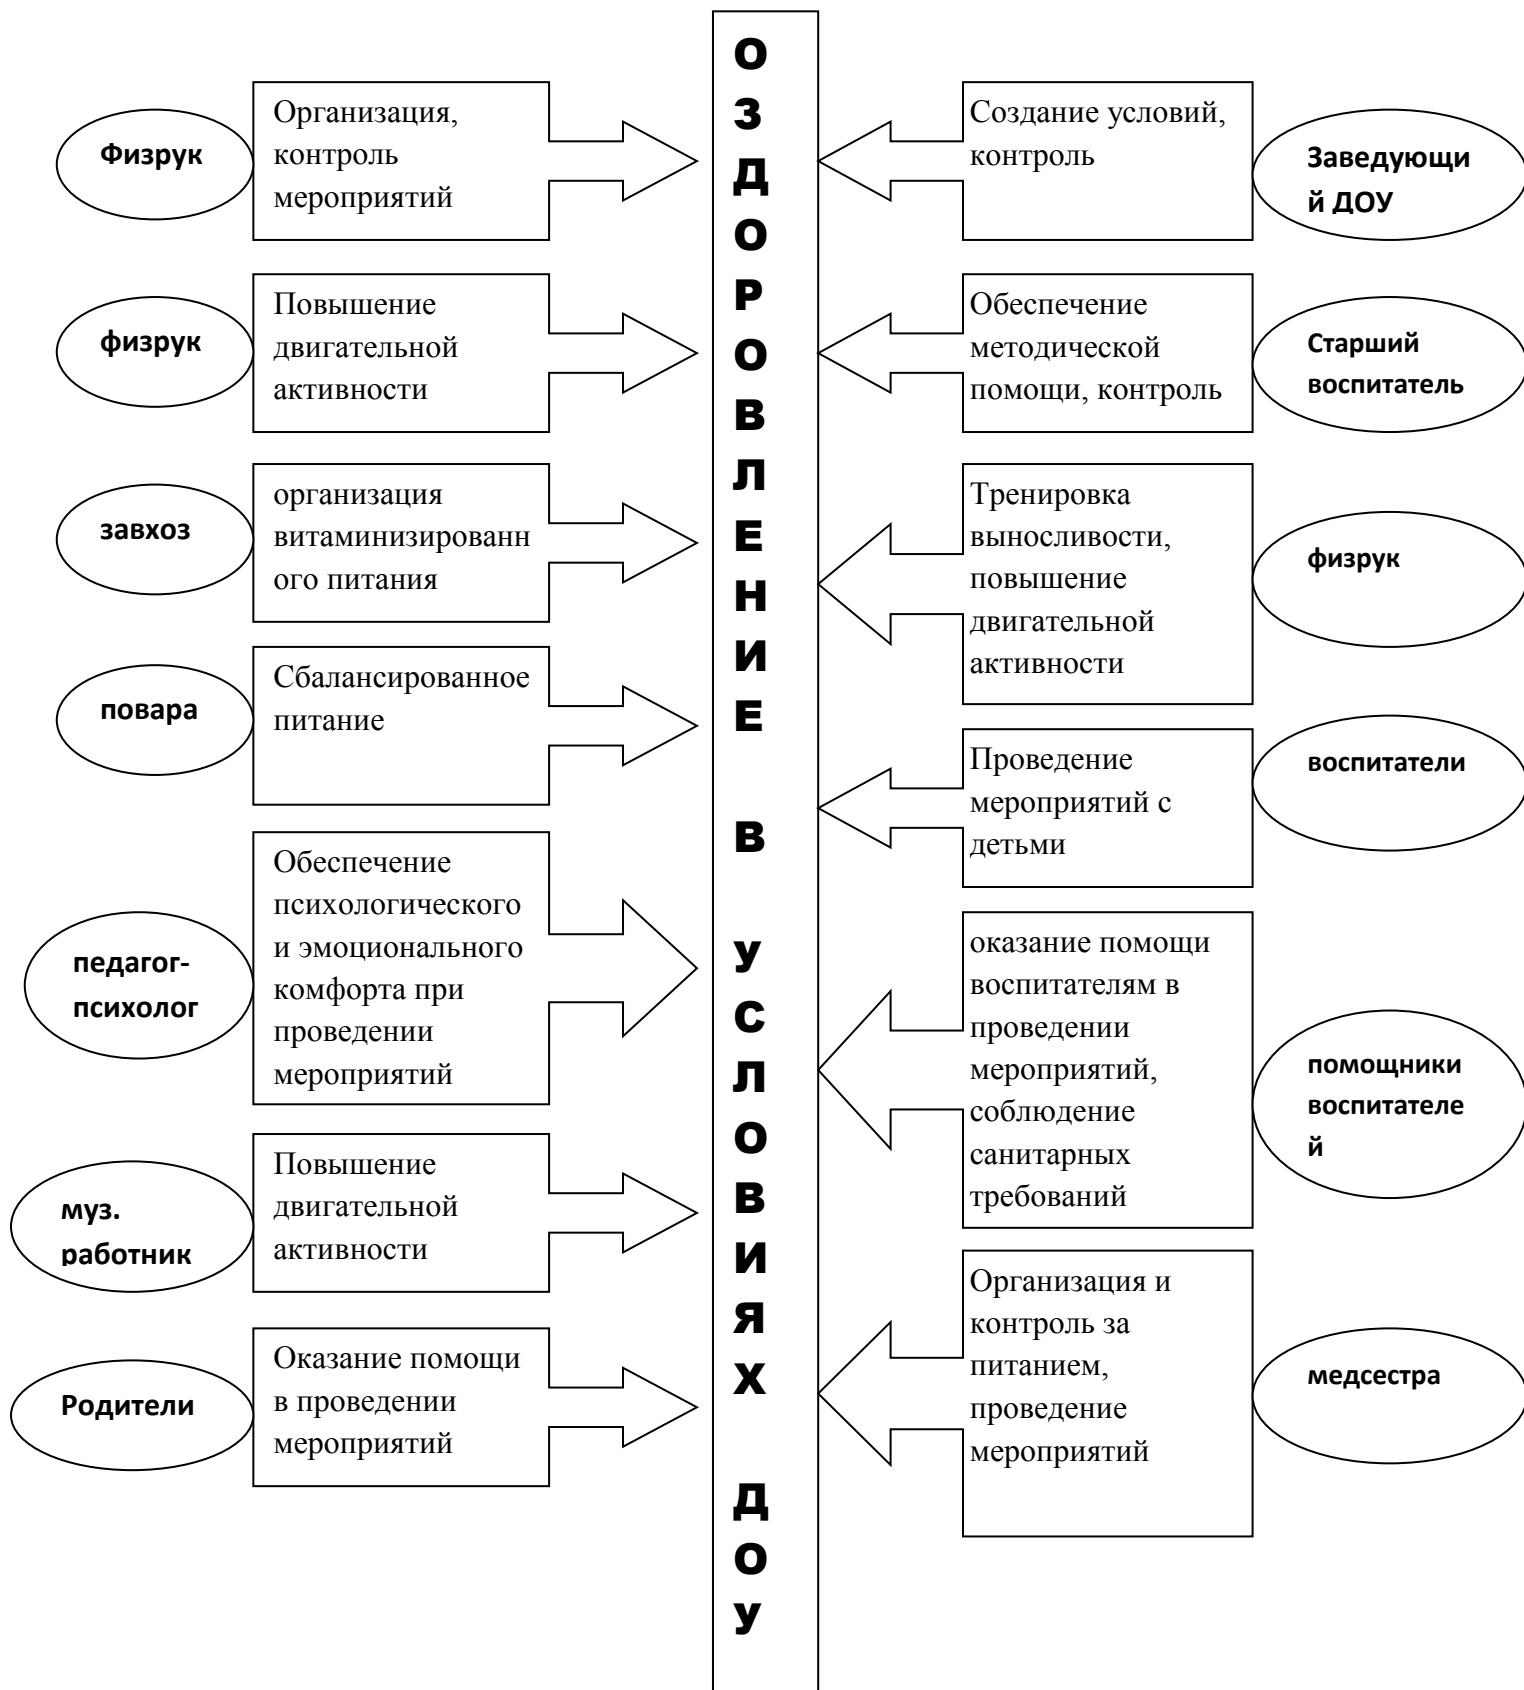 Физрук
Организация,
контроль
мероприятий
физрук
Повышение
двигательной
активности
завхоз
организация
витаминизированн
ого питания
повара
Сбалансированное
питание
педагог-
психолог
Обеспечение
психологического
и эмоционального
комфорта при
проведении
мероприятий
муз.
работник
Повышение
двигательной
активности
Родители
Оказание помощи
в проведении
мероприятий
О
З
Д
О
Р
О
В
Л
Е
Н
И
Е
В
У
С
Л
О
В
И
Я
Х
Д
О
У
Создание условий,
контроль
Заведующи
й ДОУ
Обеспечение
методической
помощи, контроль
Старший
воспитатель
Тренировка
выносливости,
повышение
двигательной
активности
физрук
Проведение
мероприятий с
детьми
воспитатели
оказание помощи
воспитателям в
проведении
мероприятий,
соблюдение
санитарных
требований
помощники
воспитателе
й
Организация и
контроль за
питанием,
проведение
мероприятий
медсестра